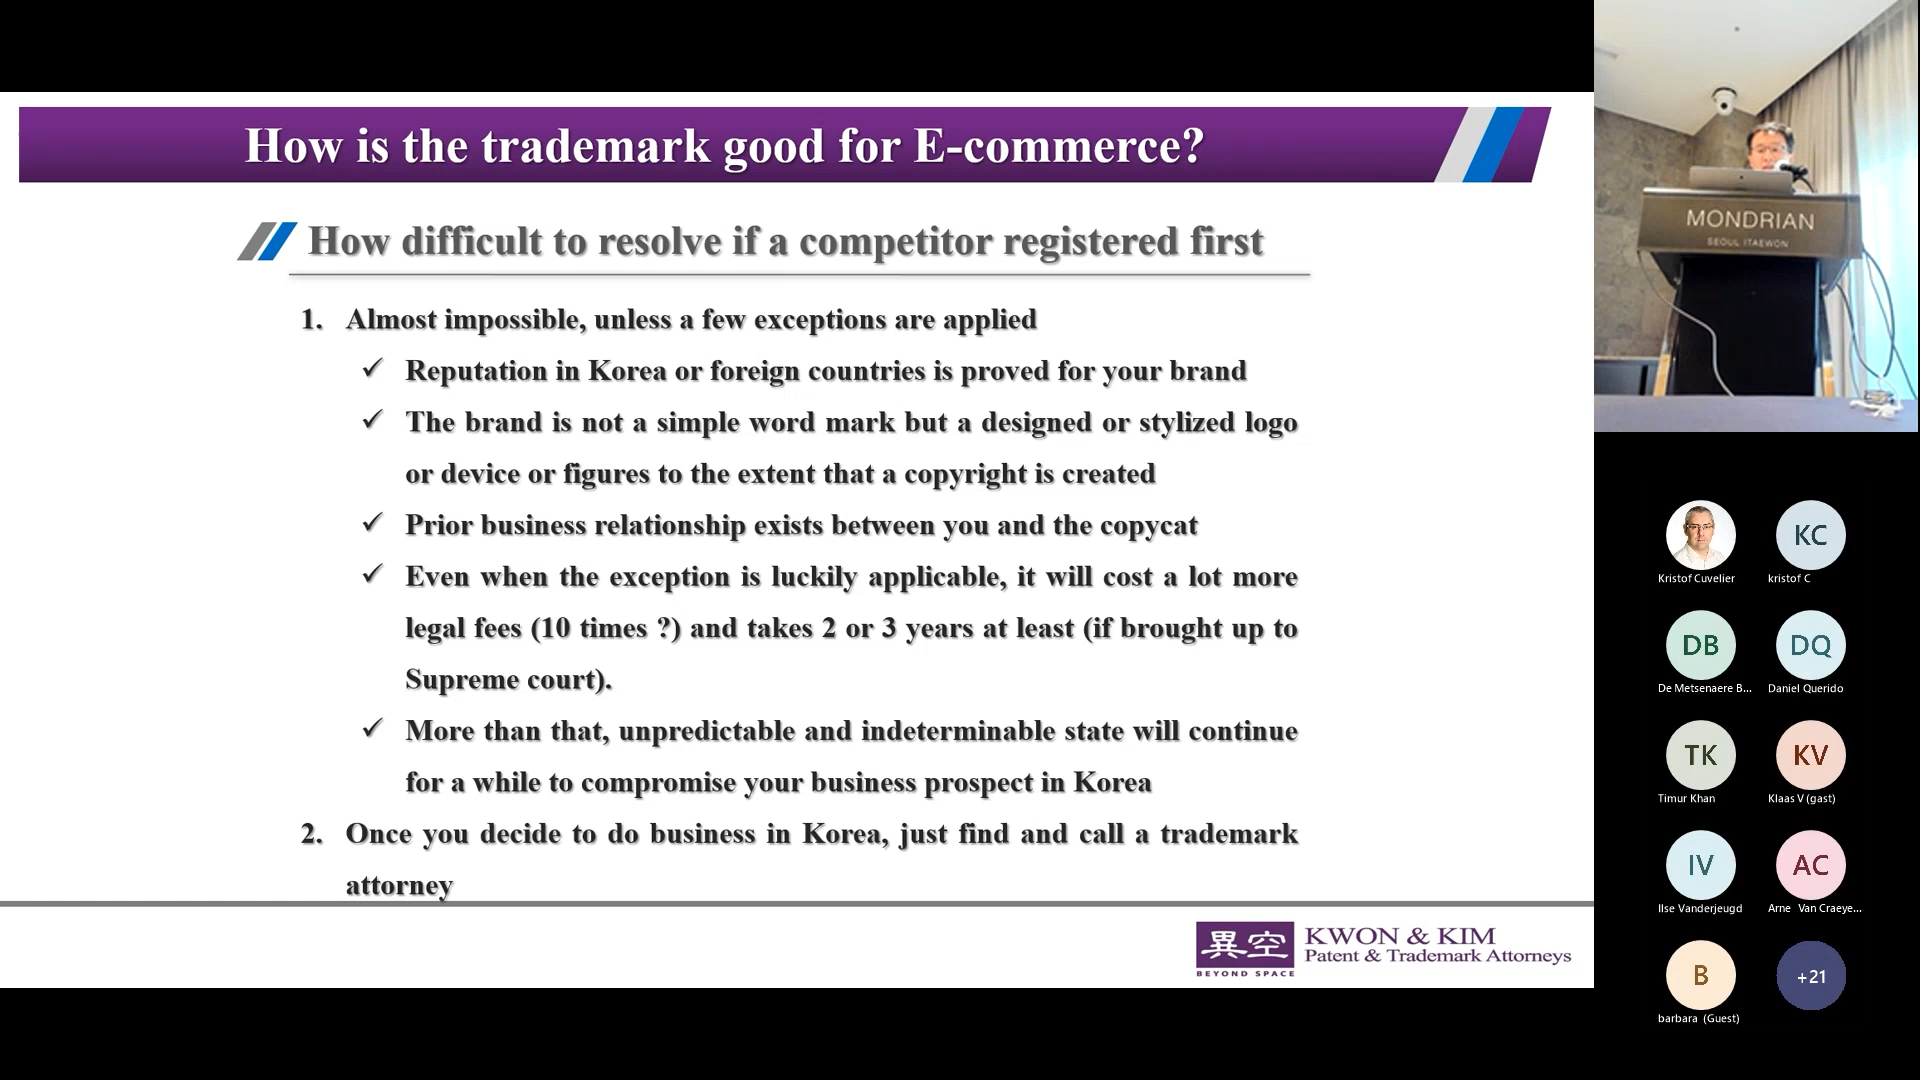 How is the trademark good for E-commerce?
How difficult to resolve if a competitor registered first
1. Almost impossible, unless a few exceptions are applied
✓ Reputation in Korea or foreign countries is proved for your brand
✓ The brand is not a simple word mark but a designed or stylized logo
or device or figures to the extent that a copyright is created
✓ Prior business relationship exists between you and the copycat
✓ Even when the exception is luckily applicable, it will cost a lot more
legal fees (10 times ?) and takes 2 or 3 years at least (if brought up to
Supreme court).
✓ More than that, unpredictable and indeterminable state will continue
for a while to compromise your business prospect in Korea
2. Once you decide to do business in Korea, just find and call a trademark
attorney
異空
BEYOND SPACE
KWON & KIM
Patent & Trademark Attorneys
MONDRIAN
SEOUL ITAEWON
Kristof Cuvelier
KC
kristof C
DB
De Metsenaere B...
DQ
Daniel Querido
TK
Timur Khan
KV
Klaas V (gast)
IV
Ilse Vanderjeugd
AC
Arne Van Craeye...
B
barbara (Guest)
+21